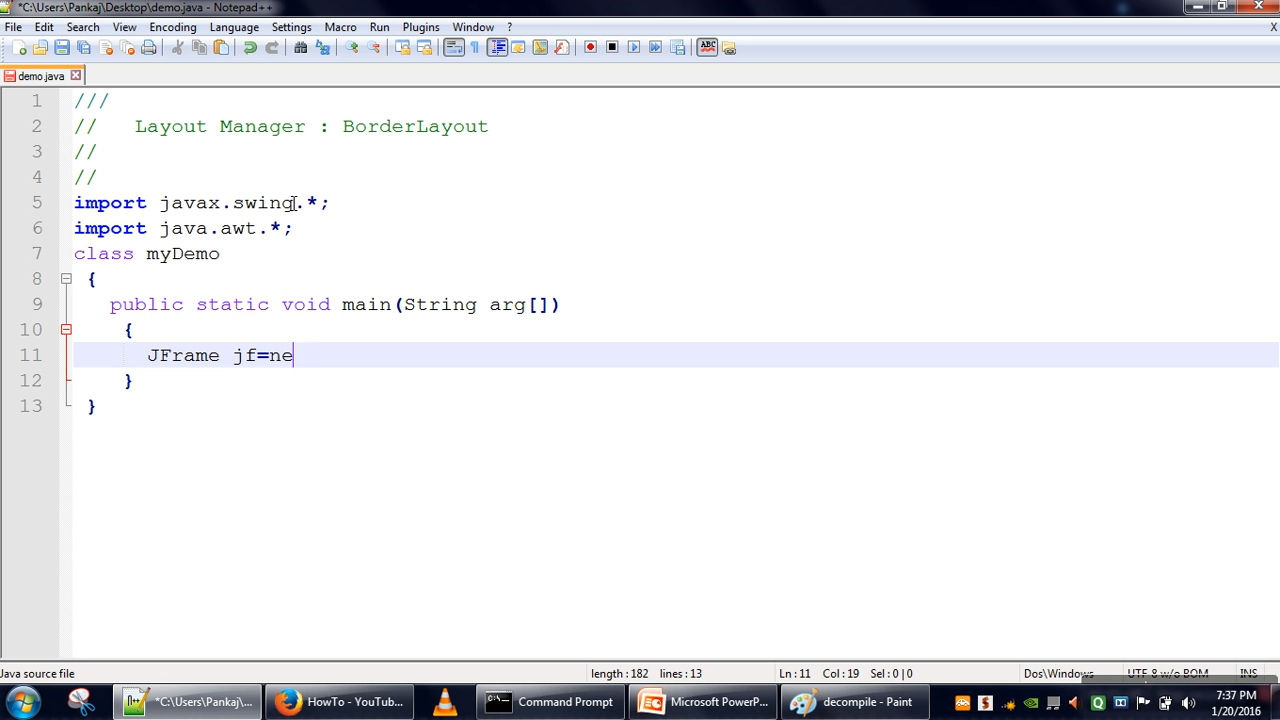 *C:\Users\Pankaj\Desktop\demo.java - Notepad++
File Edit Search View Encoding Language Settings Macro Run Plugins Window ? X
ABC
demo.java
1 ///
2 //   Layout Manager : BorderLayout
3 //
4 //
5 import javax.swing.*;
6 import java.awt.*;
7 class myDemo
8 {
9 public static void main(String arg[])
10 {
11 JFrame jf=ne
12 }
13 }
Java source file length : 182 lines : 13 Ln : 11 Col : 19 Sel : 0 | 0 Dos\Windows UTF-8 w/o BOM INS
*C:\Users\Pankaj\... HowTo - YouTub... Command Prompt Microsoft PowerP... decompile - Paint 7:37 PM
1/20/2016